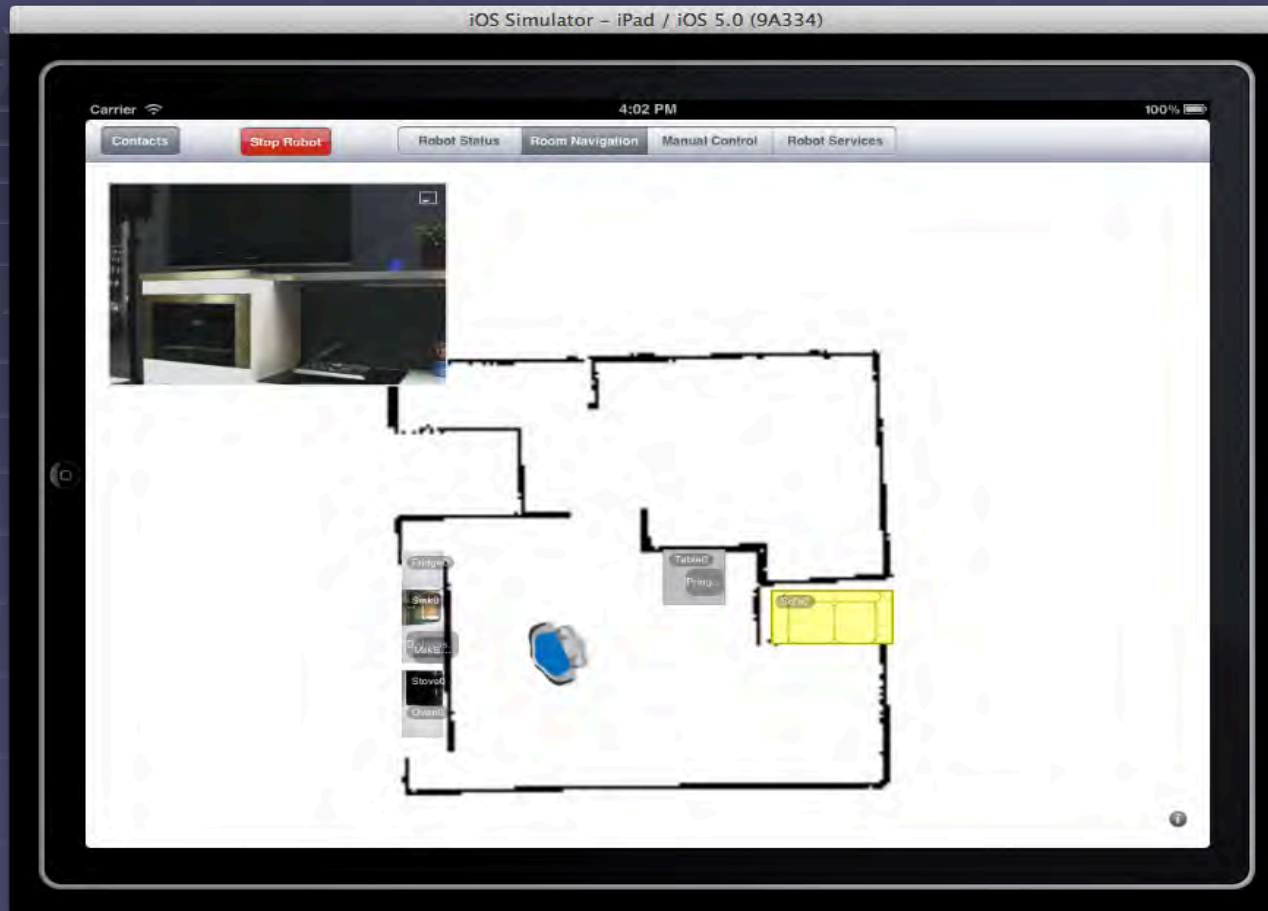 iOS Simulator – iPad / iOS 5.0 (9A334)
Carrier 4:02 PM 100%
Contacts Stop Robot Robot Status Room Navigation Manual Control Robot Services
Fridge0
Table0
Pring...
Sink0
Sofa0
Stove0
Oven0